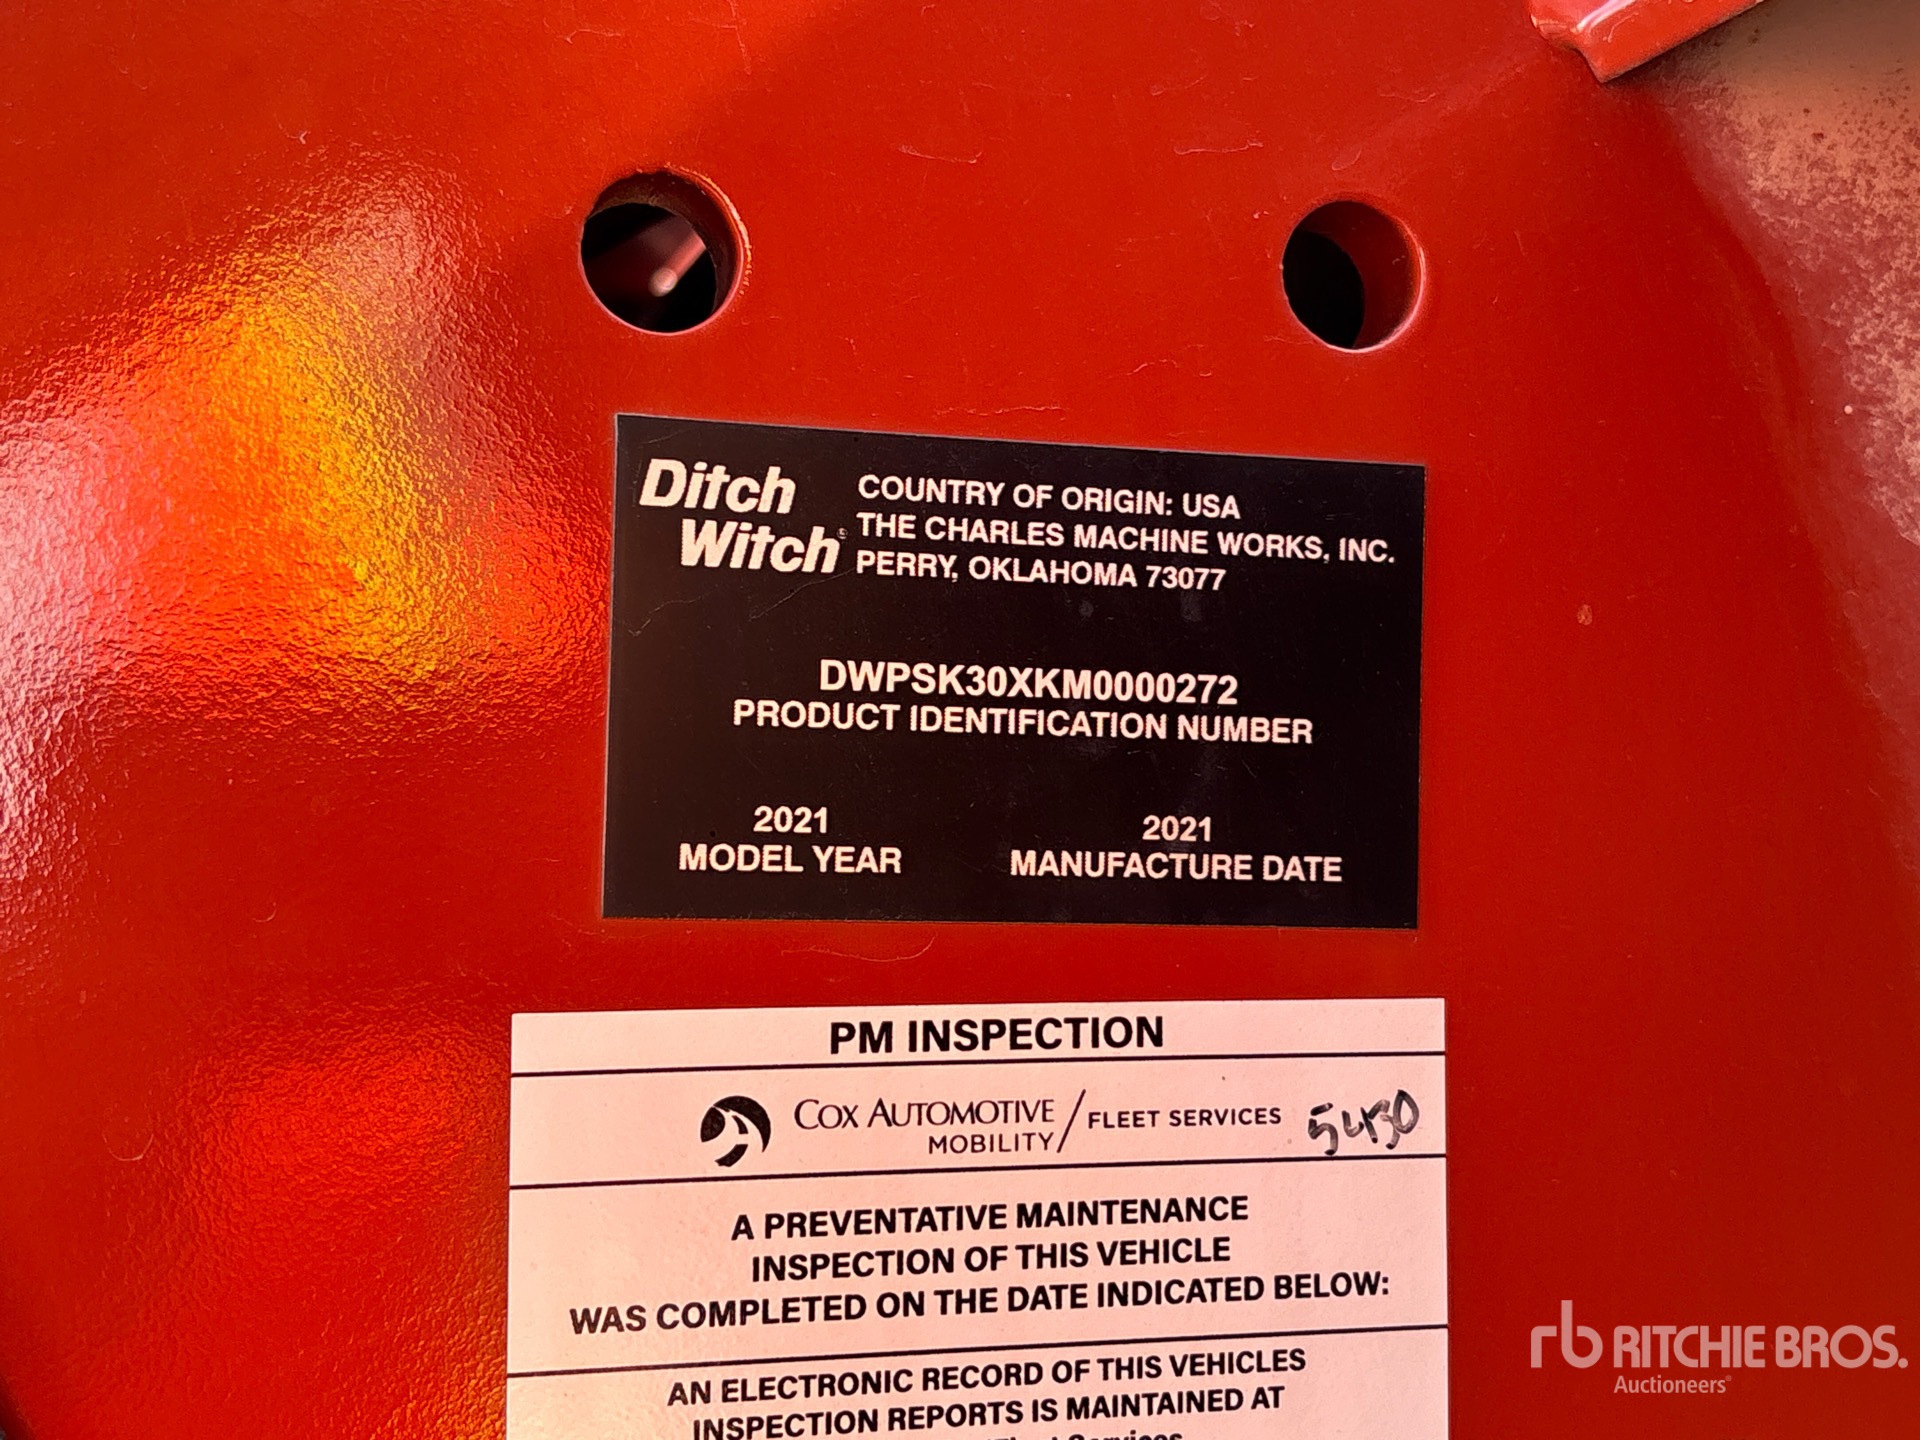 Ditch
Witch®
COUNTRY OF ORIGIN: USA
THE CHARLES MACHINE WORKS, INC.
PERRY, OKLAHOMA 73077
DWPSK30XKM0000272
PRODUCT IDENTIFICATION NUMBER
2021
MODEL YEAR
2021
MANUFACTURE DATE
PM INSPECTION
COX AUTOMOTIVE
MOBILITY
/ FLEET SERVICES
A PREVENTATIVE MAINTENANCE
INSPECTION OF THIS VEHICLE
WAS COMPLETED ON THE DATE INDICATED BELOW:
AN ELECTRONIC RECORD OF THIS VEHICLES
INSPECTION REPORTS IS MAINTAINED AT
rb RITCHIE BROS.
Auctioneers®